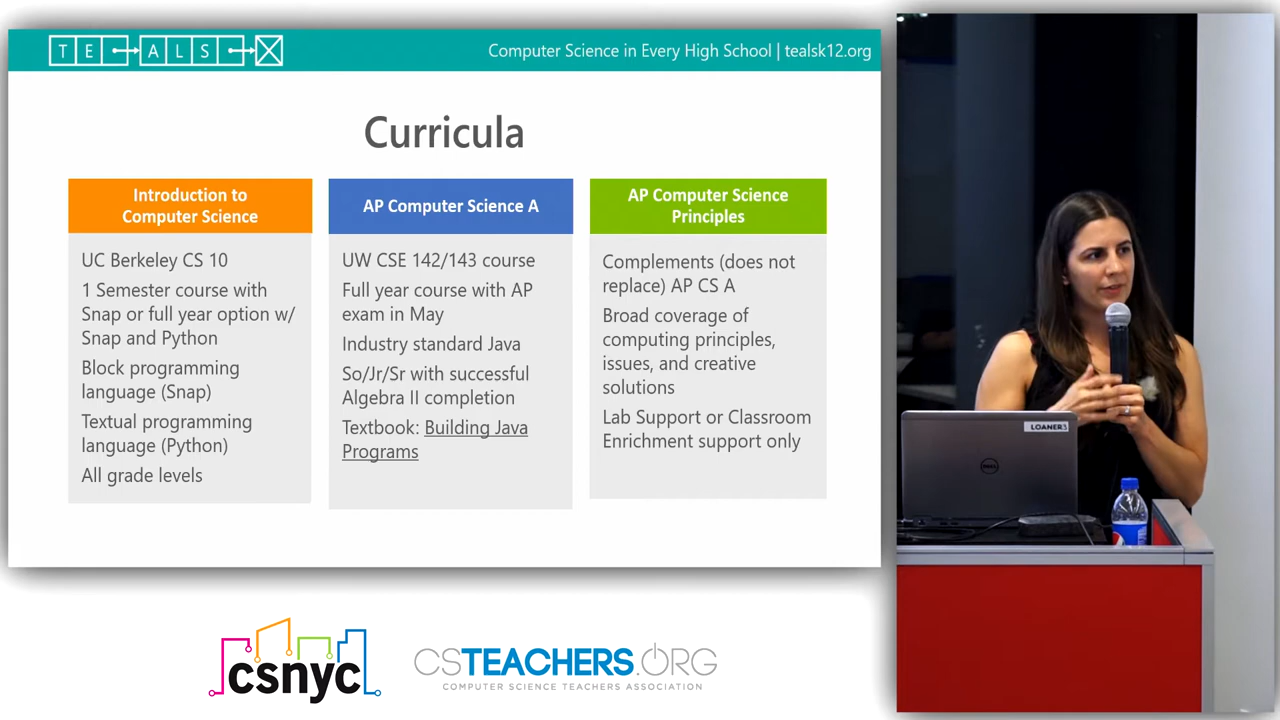 TEALS
Computer Science in Every High School | tealsk12.org
Curricula
Introduction to
Computer Science
UC Berkeley CS 10
1 Semester course with
Snap or full year option w/
Snap and Python
Block programming
language (Snap)
Textual programming
language (Python)
All grade levels
AP Computer Science A
UW CSE 142/143 course
Full year course with AP
exam in May
Industry standard Java
So/Jr/Sr with successful
Algebra II completion
Textbook: Building Java
Programs
AP Computer Science
Principles
Complements (does not
replace) AP CS A
Broad coverage of
computing principles,
issues, and creative
solutions
Lab Support or Classroom
Enrichment support only
LOANER3
DELL
csnyc
CSTEACHERS.ORG
COMPUTER SCIENCE TEACHERS ASSOCIATION